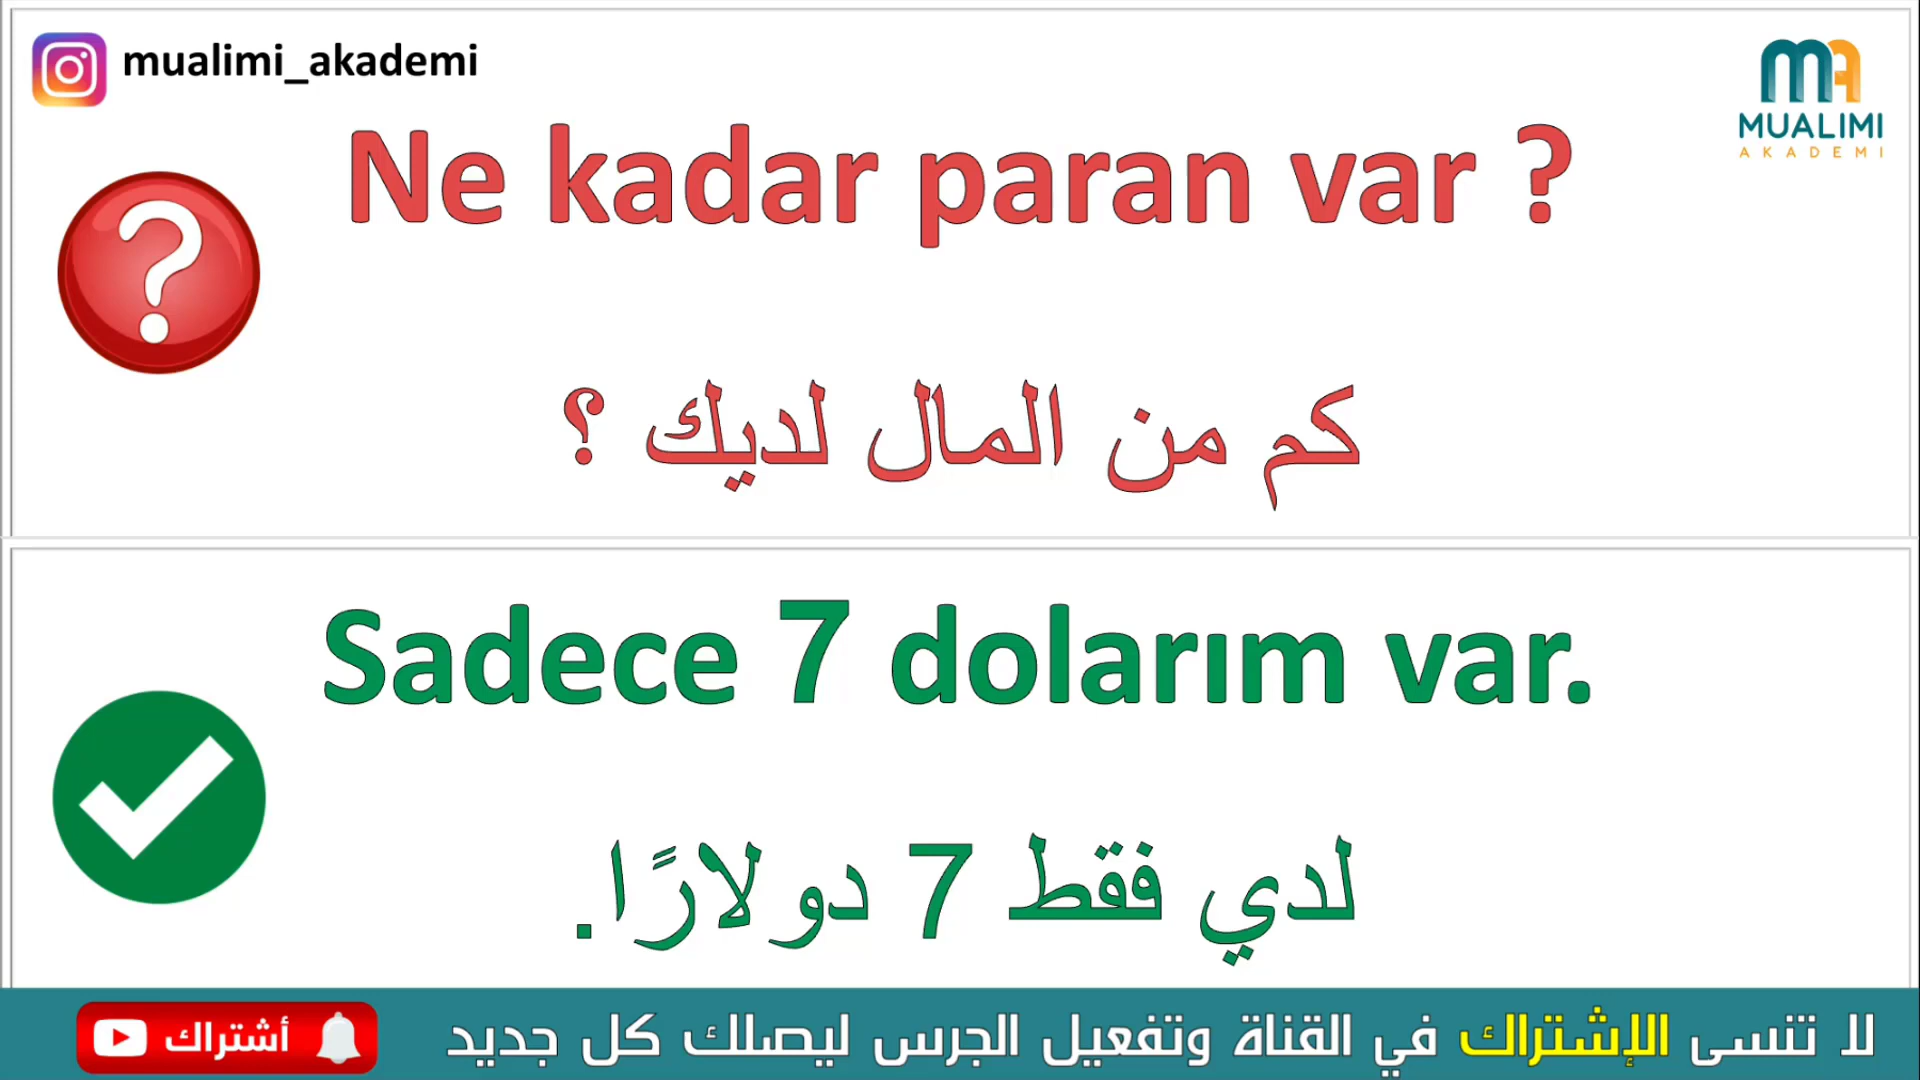 mualimi_akademi
MUALIMI
AKADEMI
Ne kadar paran var ?
كم من المال لديك ؟
Sadece 7 dolarım var.
لدي فقط 7 دولارًا.
أشتراك
لا تنسى الإشتراك في القناة وتفعيل الجرس ليصلك كل جديد